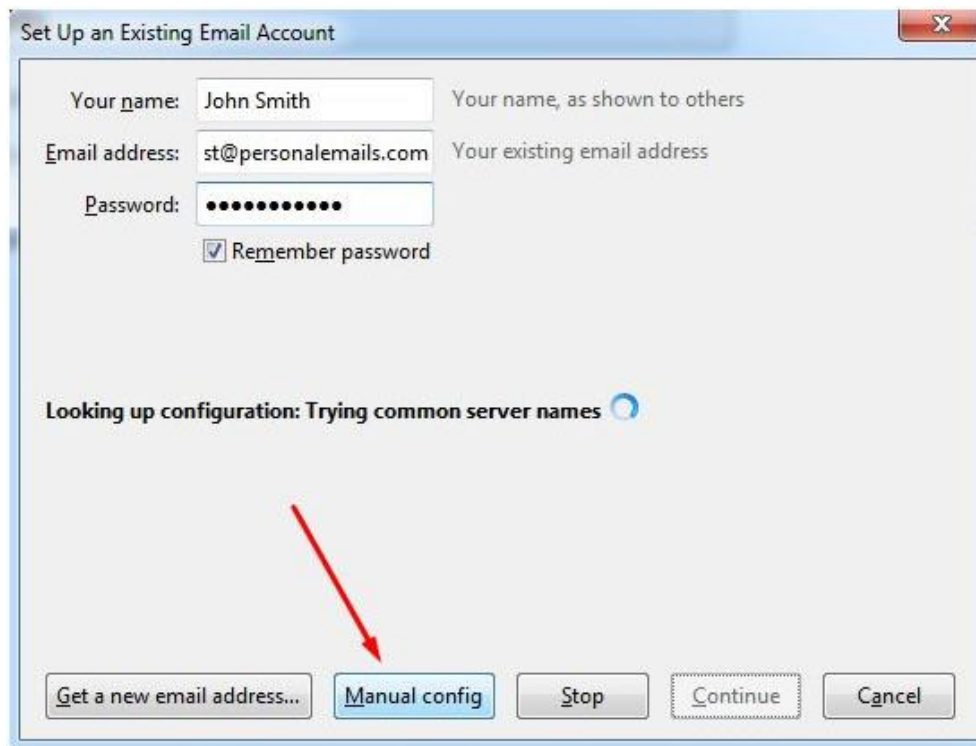 Set Up an Existing Email Account
Your name: John Smith Your name, as shown to others
Email address: st@personalemails.com Your existing email address
Password: •••••••••••
Remember password
Looking up configuration: Trying common server names
Get a new email address... Manual config Stop Continue Cancel